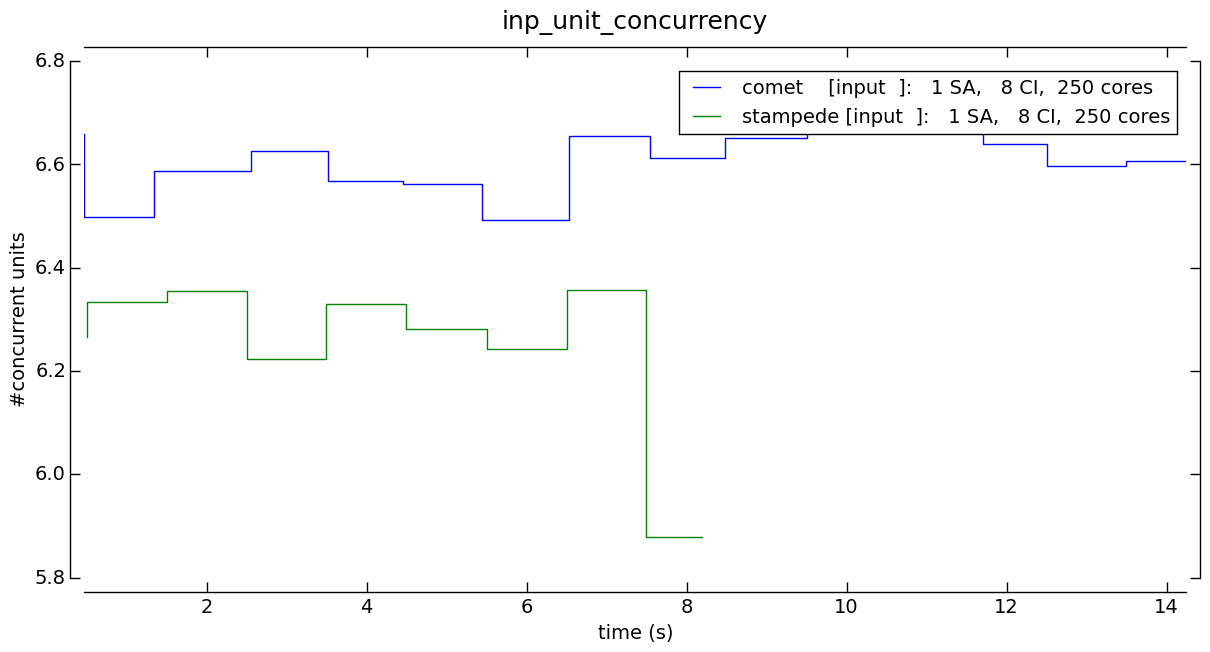 inp_unit_concurrency
6.8
comet    [input  ]:   1 SA,   8 CI,  250 cores
stampede [input  ]:   1 SA,   8 CI,  250 cores
6.6
6.4
#concurrent units
6.2
6.0
5.8
2 4 6 8 10 12 14
time (s)